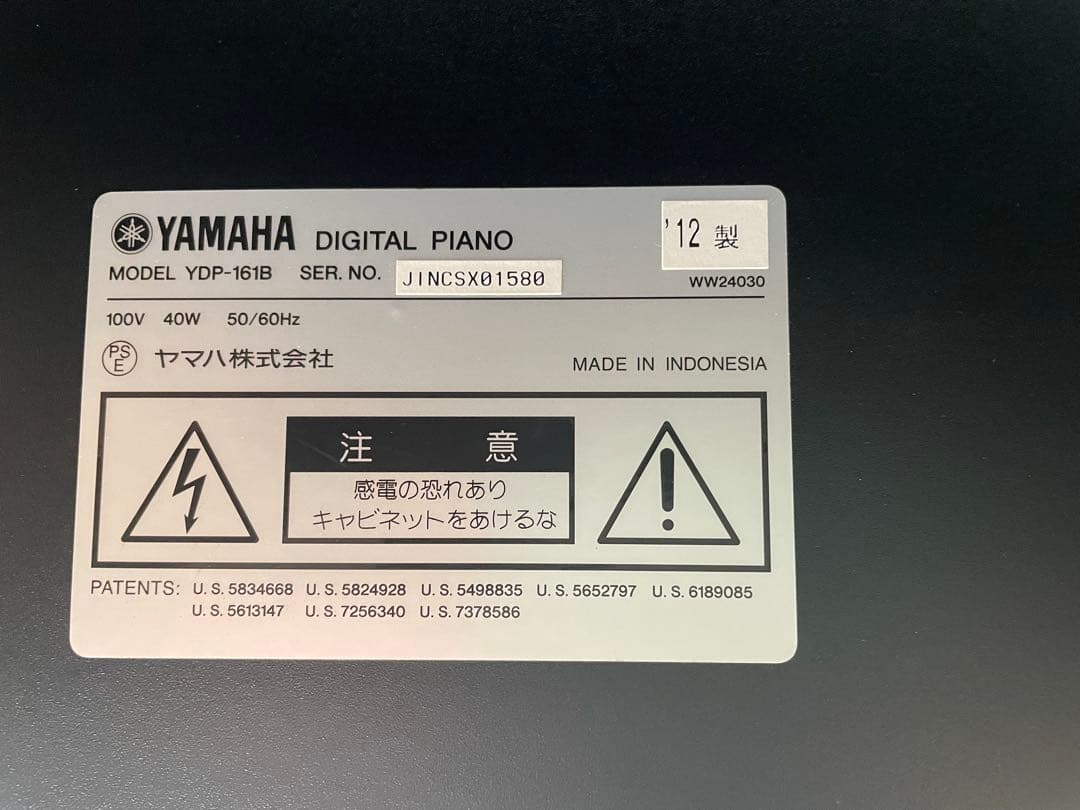 YAMAHA DIGITAL PIANO
'12 製
MODEL YDP-161B SER. NO. JINCSX01580
WW24030
100V 40W 50/60Hz
PSE ヤマハ株式会社
MADE IN INDONESIA
注 意
感電の恐れあり
キャビネットをあけるな
PATENTS: U.S.5834668 U.S.5824928 U.S.5498835 U.S.5652797 U.S.6189085
U.S.5613147 U.S.7256340 U.S.7378586